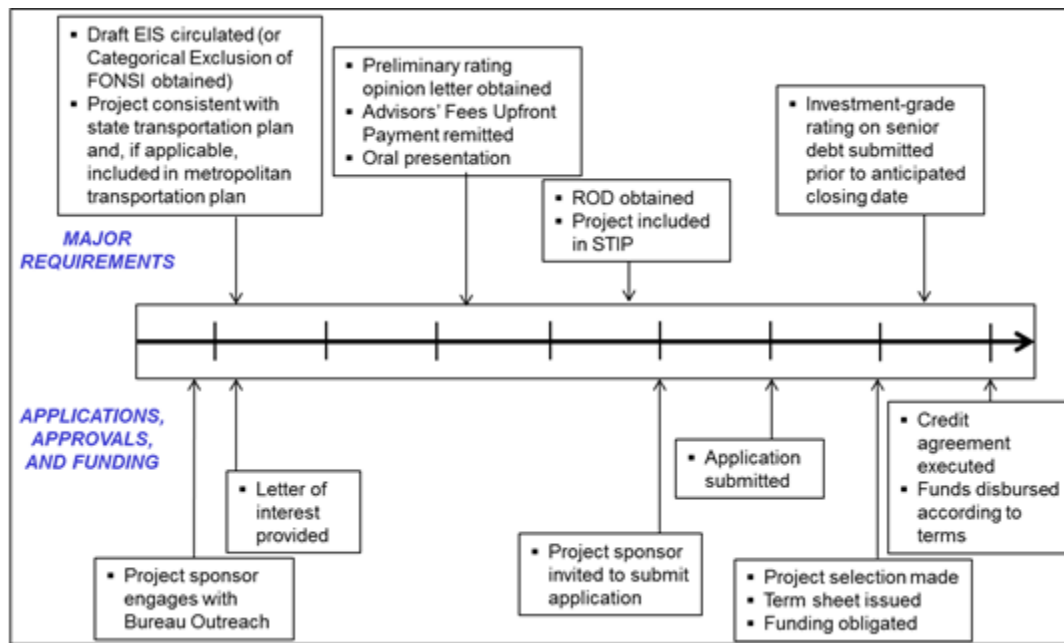 ▪ Draft EIS circulated (or
Categorical Exclusion of
FONSI obtained)
▪ Project consistent with
state transportation plan
and, if applicable,
included in metropolitan
transportation plan
▪ Preliminary rating
opinion letter obtained
▪ Advisors' Fees Upfront
Payment remitted
▪ Oral presentation
▪ ROD obtained
▪ Project included
in STIP
▪ Investment-grade
rating on senior
debt submitted
prior to anticipated
closing date
MAJOR
REQUIREMENTS
APPLICATIONS,
APPROVALS,
AND FUNDING
▪ Project sponsor
engages with
Bureau Outreach
▪ Letter of
interest
provided
▪ Project sponsor
invited to submit
application
▪ Application
submitted
▪ Project selection made
▪ Term sheet issued
▪ Funding obligated
▪ Credit
agreement
executed
▪ Funds disbursed
according to
terms